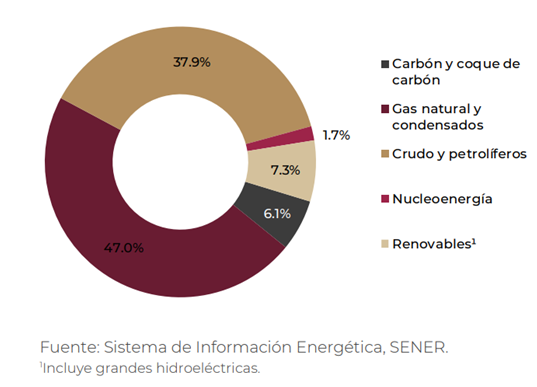 37.9%
1.7%
7.3%
6.1%
47.0%
Carbón y coque de
carbón
Gas natural y
condensados
Crudo y petrolíferos
Nucleoenergía
Renovables¹
Fuente: Sistema de Información Energética, SENER.
¹Incluye grandes hidroeléctricas.